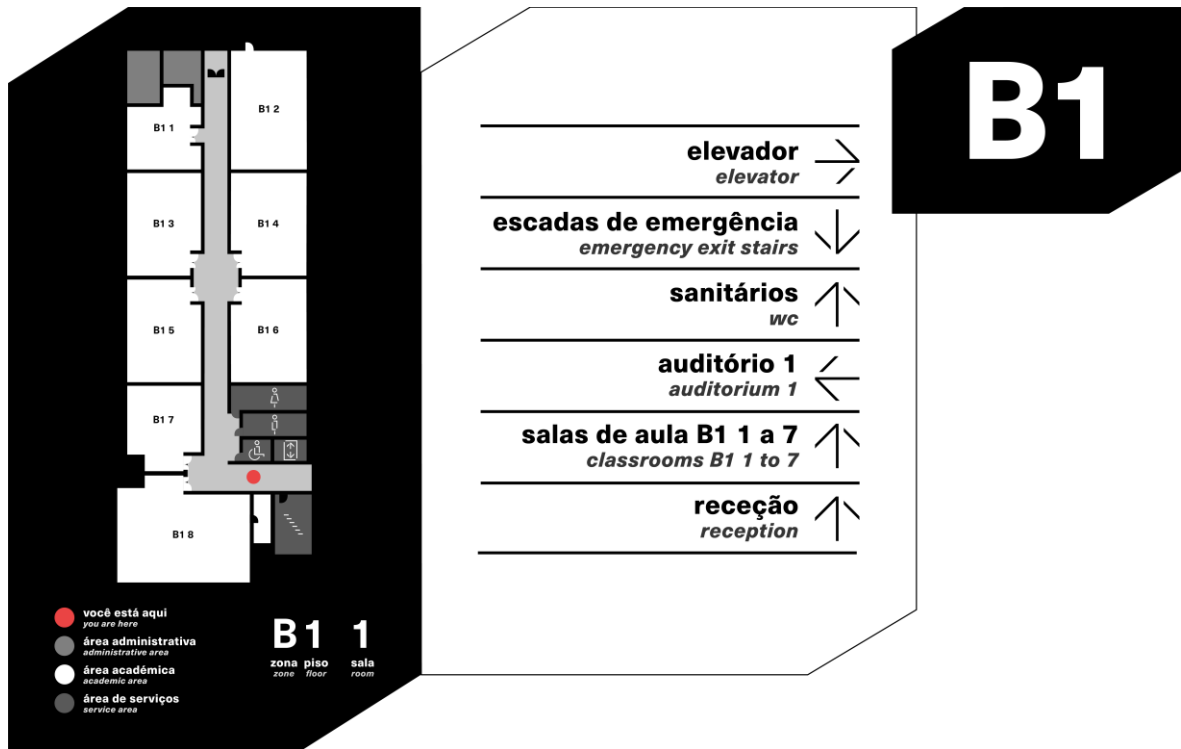 B1 1
B1 2
B1 3
B1 4
B1 5
B1 6
B1 7
B1 8
você está aqui
you are here
área administrativa
administrative area
área académica
academic area
área de serviços
service area
B 1 1
zona piso sala
zone floor room
elevador
elevator
escadas de emergência
emergency exit stairs
sanitários
wc
auditório 1
auditorium 1
salas de aula B1 1 a 7
classrooms B1 1 to 7
receção
reception
B1